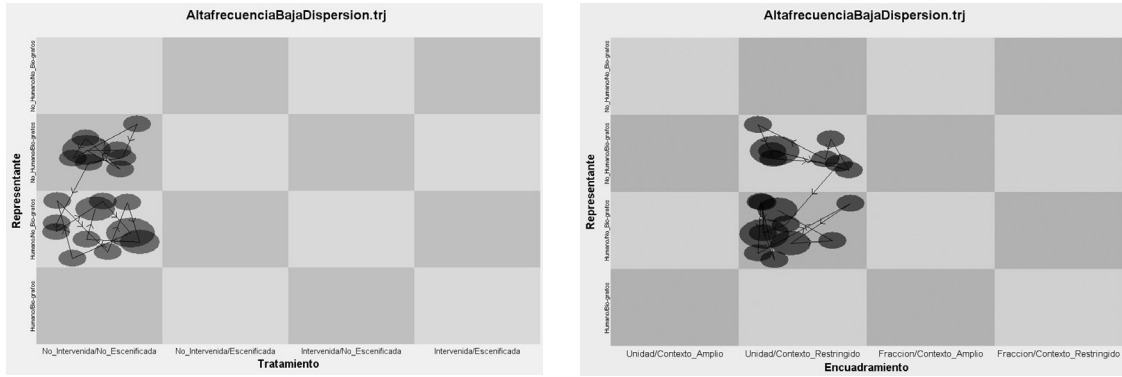 AltafrecuenciaBajaDispersion.trj
Representante
No_Humano/No_Bio-grafos
No_Humano/Bio-grafos
Humano/No_Bio-grafos
Humano/Bio-grafos
No_Intervenida/No_Escenificada
No_Intervenida/Escenificada
Intervenida/No_Escenificada
Intervenida/Escenificada
Tratamiento
AltafrecuenciaBajaDispersion.trj
Representante
No_Humano/No_Bio-grafos
No_Humano/Bio-grafos
Humano/No_Bio-grafos
Humano/Bio-grafos
Unidad/Contexto_Amplio
Unidad/Contexto_Restringido
Fraccion/Contexto_Amplio
Fraccion/Contexto_Restringido
Encuadramiento